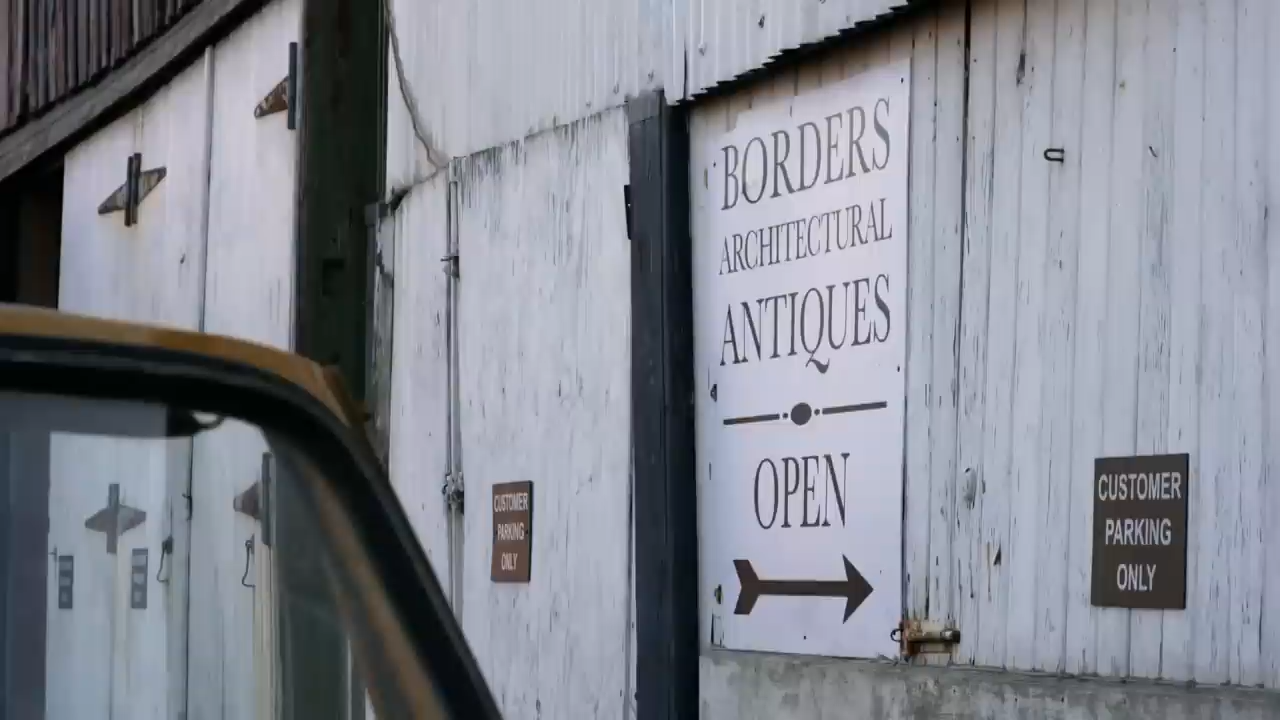 BORDERS
ARCHITECTURAL
ANTIQUES
OPEN
CUSTOMER
PARKING
ONLY
CUSTOMER
PARKING
ONLY